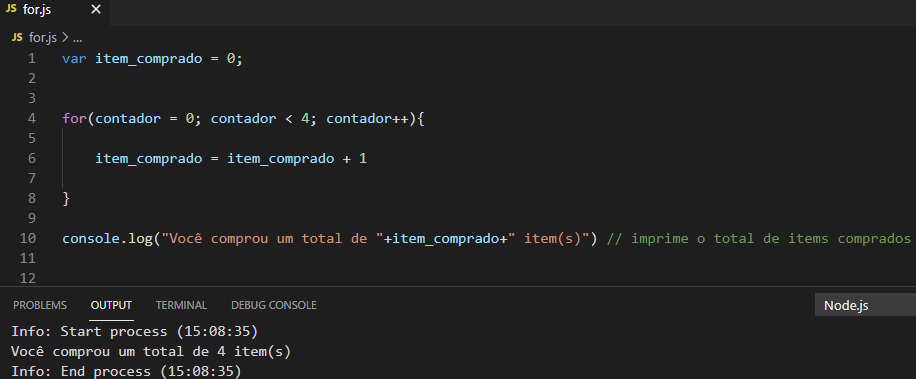 JS for.js ✕
JS for.js > ...
1 var item_comprado = 0;
2
3
4 for(contador = 0; contador < 4; contador++){
5
6     item_comprado = item_comprado + 1
7
8 }
9
10 console.log("Você comprou um total de "+item_comprado+" item(s)") // imprime o total de items comprados
11
12
PROBLEMS OUTPUT TERMINAL DEBUG CONSOLE Node.js
Info: Start process (15:08:35)
Você comprou um total de 4 item(s)
Info: End process (15:08:35)